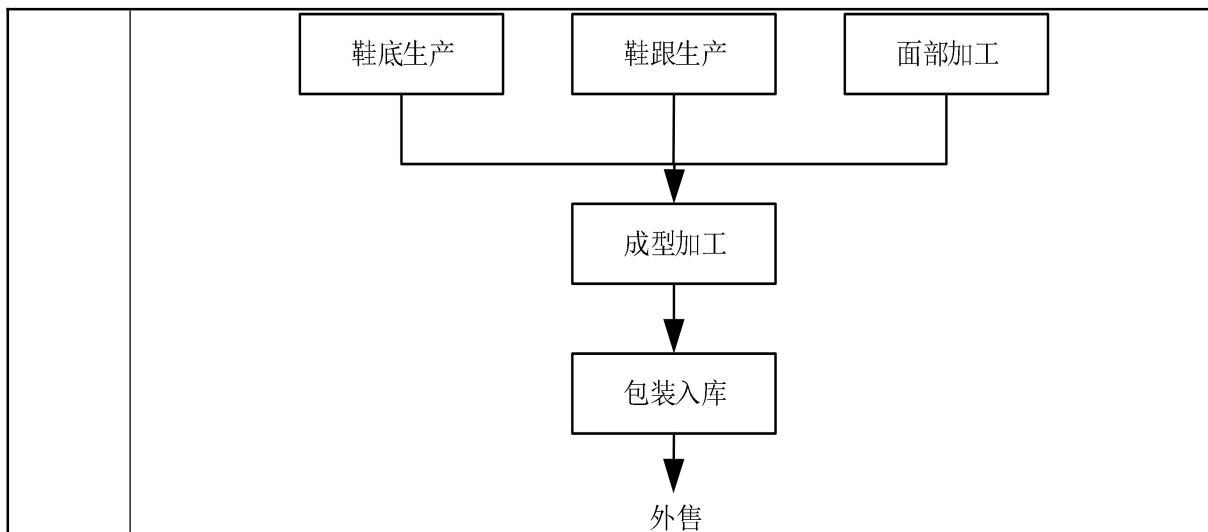 鞋底生产
鞋跟生产
面部加工
成型加工
包装入库
外售